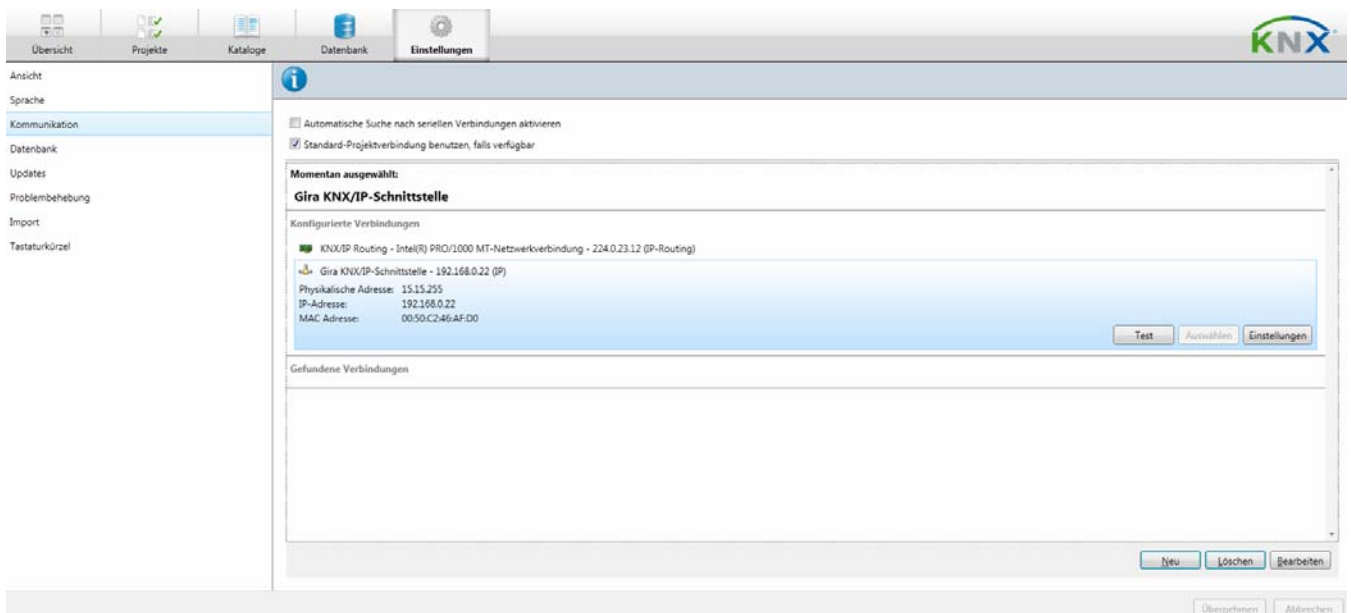 Übersicht Projekte Kataloge Datenbank Einstellungen KNX
Ansicht
Sprache
Kommunikation
Datenbank
Updates
Problembehebung
Import
Tastaturkürzel
Automatische Suche nach seriellen Verbindungen aktivieren
Standard-Projektverbindung benutzen, falls verfügbar
Momentan ausgewählt:
Gira KNX/IP-Schnittstelle
Konfigurierte Verbindungen
KNX/IP Routing - Intel(R) PRO/1000 MT-Netzwerkverbindung - 224.0.23.12 (IP-Routing)
Gira KNX/IP-Schnittstelle - 192.168.0.22 (IP)
Physikalische Adresse: 15.15.255
IP-Adresse: 192.168.0.22
MAC Adresse: 00:50:C2:46:AF:D0
Test Auswählen Einstellungen
Gefundene Verbindungen
Neu Löschen Bearbeiten
Übernehmen Abbrechen